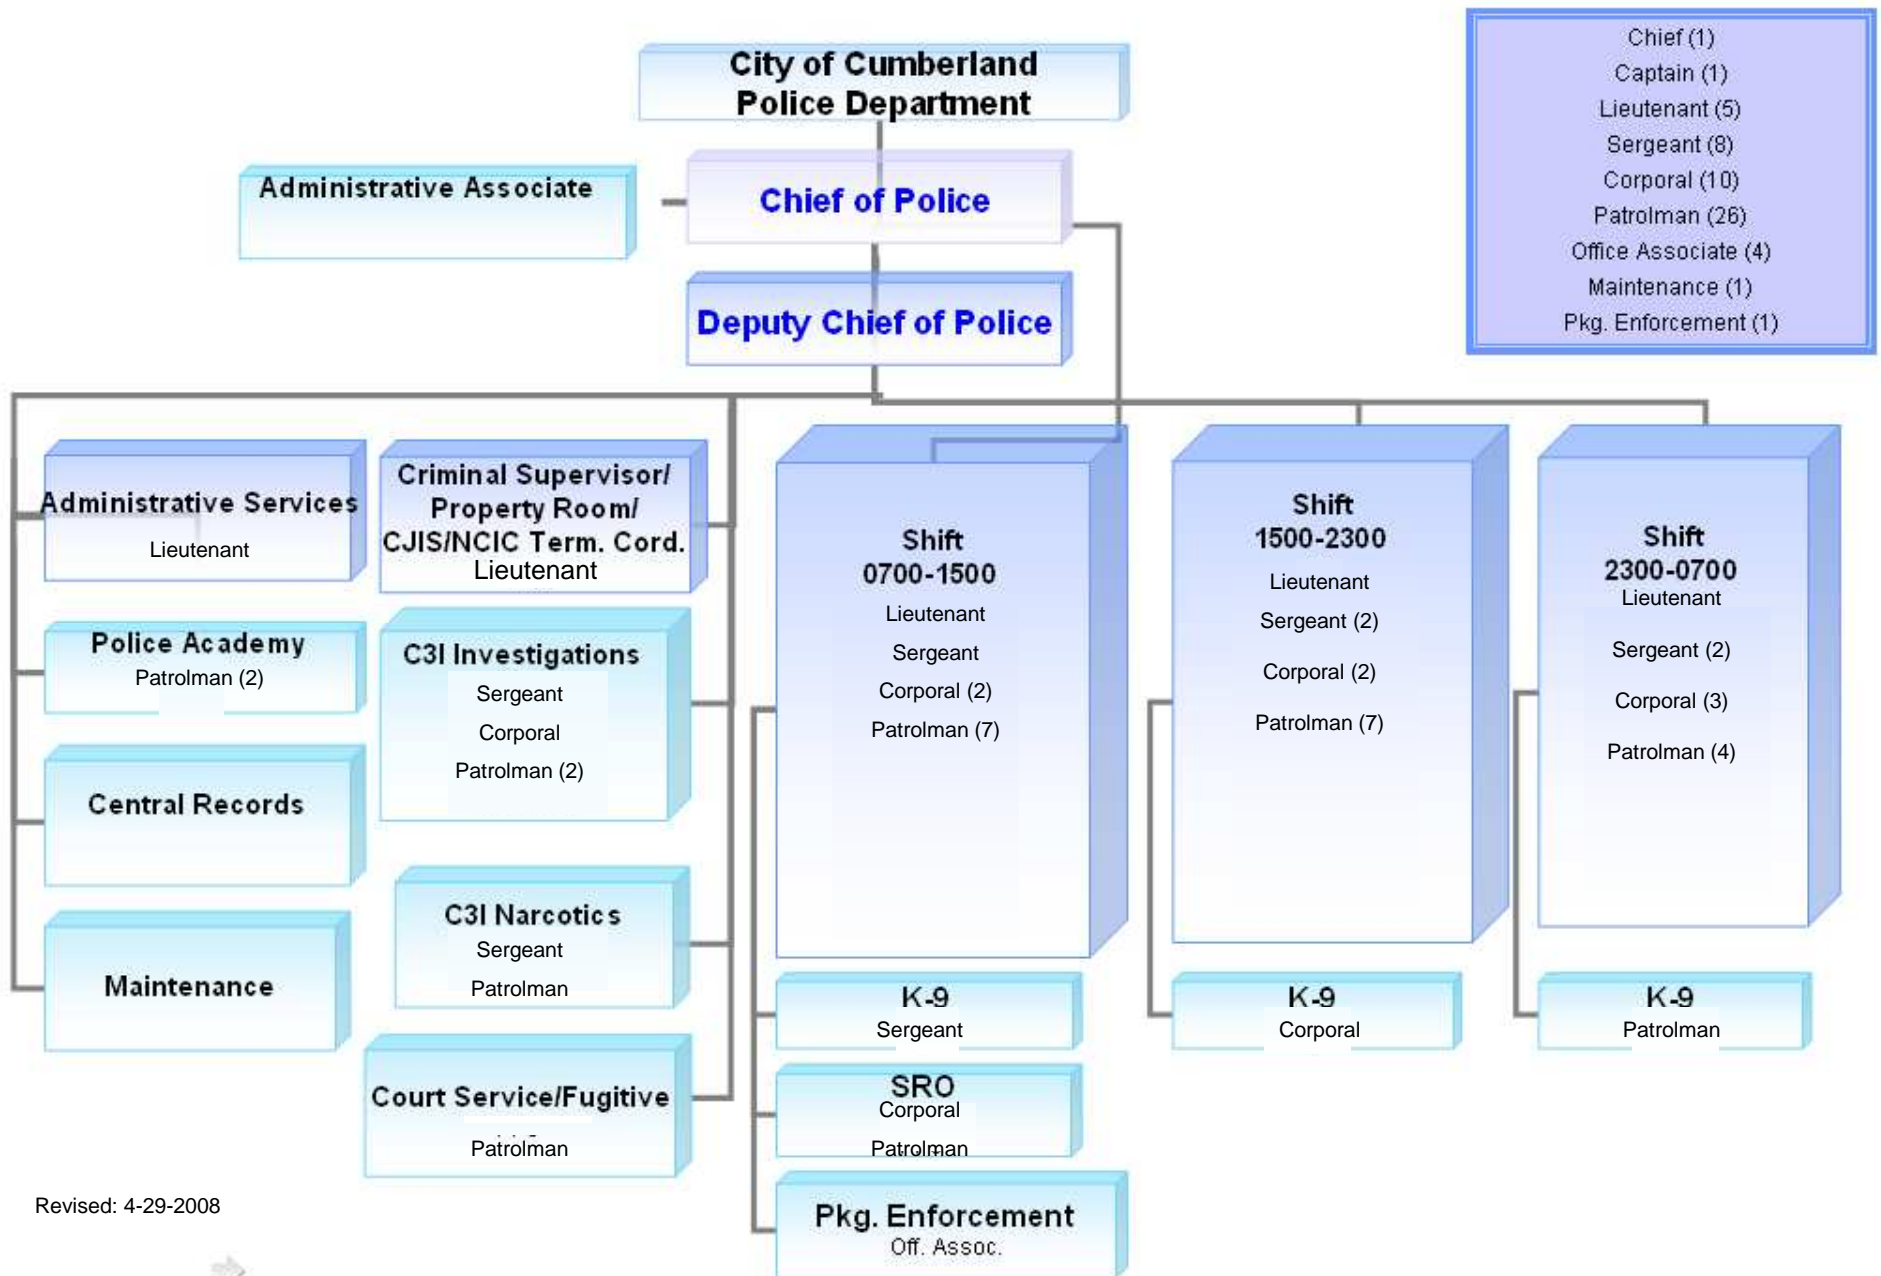 City of Cumberland
Police Department
Chief (1)
Captain (1)
Lieutenant (5)
Sergeant (8)
Corporal (10)
Patrolman (26)
Office Associate (4)
Maintenance (1)
Pkg. Enforcement (1)
Administrative Associate
Chief of Police
Deputy Chief of Police
Administrative Services
Lieutenant
Police Academy
Patrolman (2)
Central Records
Maintenance
Criminal Supervisor/
Property Room/
CJIS/NCIC Term. Cord.
Lieutenant
C3I Investigations
Sergeant
Corporal
Patrolman (2)
C3I Narcotics
Sergeant
Patrolman
Court Service/Fugitive
Patrolman
Shift
0700-1500
Lieutenant
Sergeant
Corporal (2)
Patrolman (7)
K-9
Sergeant
SRO
Corporal
Patrolman
Pkg. Enforcement
Off. Assoc.
Shift
1500-2300
Lieutenant
Sergeant (2)
Corporal (2)
Patrolman (7)
K-9
Corporal
Shift
2300-0700
Lieutenant
Sergeant (2)
Corporal (3)
Patrolman (4)
K-9
Patrolman
Revised: 4-29-2008